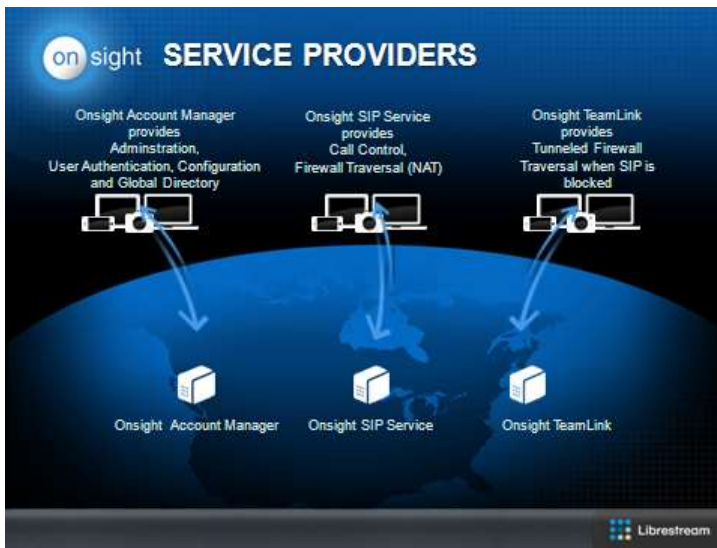 on sight SERVICE PROVIDERS
Onsight Account Manager
provides
Adminstration,
User Authentication, Configuration
and Global Directory
Onsight SIP Service
provides
Call Control,
Firewall Traversal (NAT)
Onsight TeamLink
provides
Tunneled Firewall
Traversal when SIP is
blocked
Onsight Account Manager
Onsight SIP Service
Onsight TeamLink
Librestream